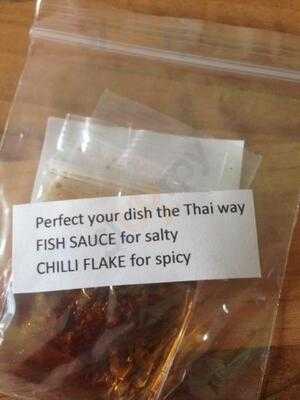 Perfect your dish the Thai way
FISH SAUCE for salty
CHILLI FLAKE for spicy